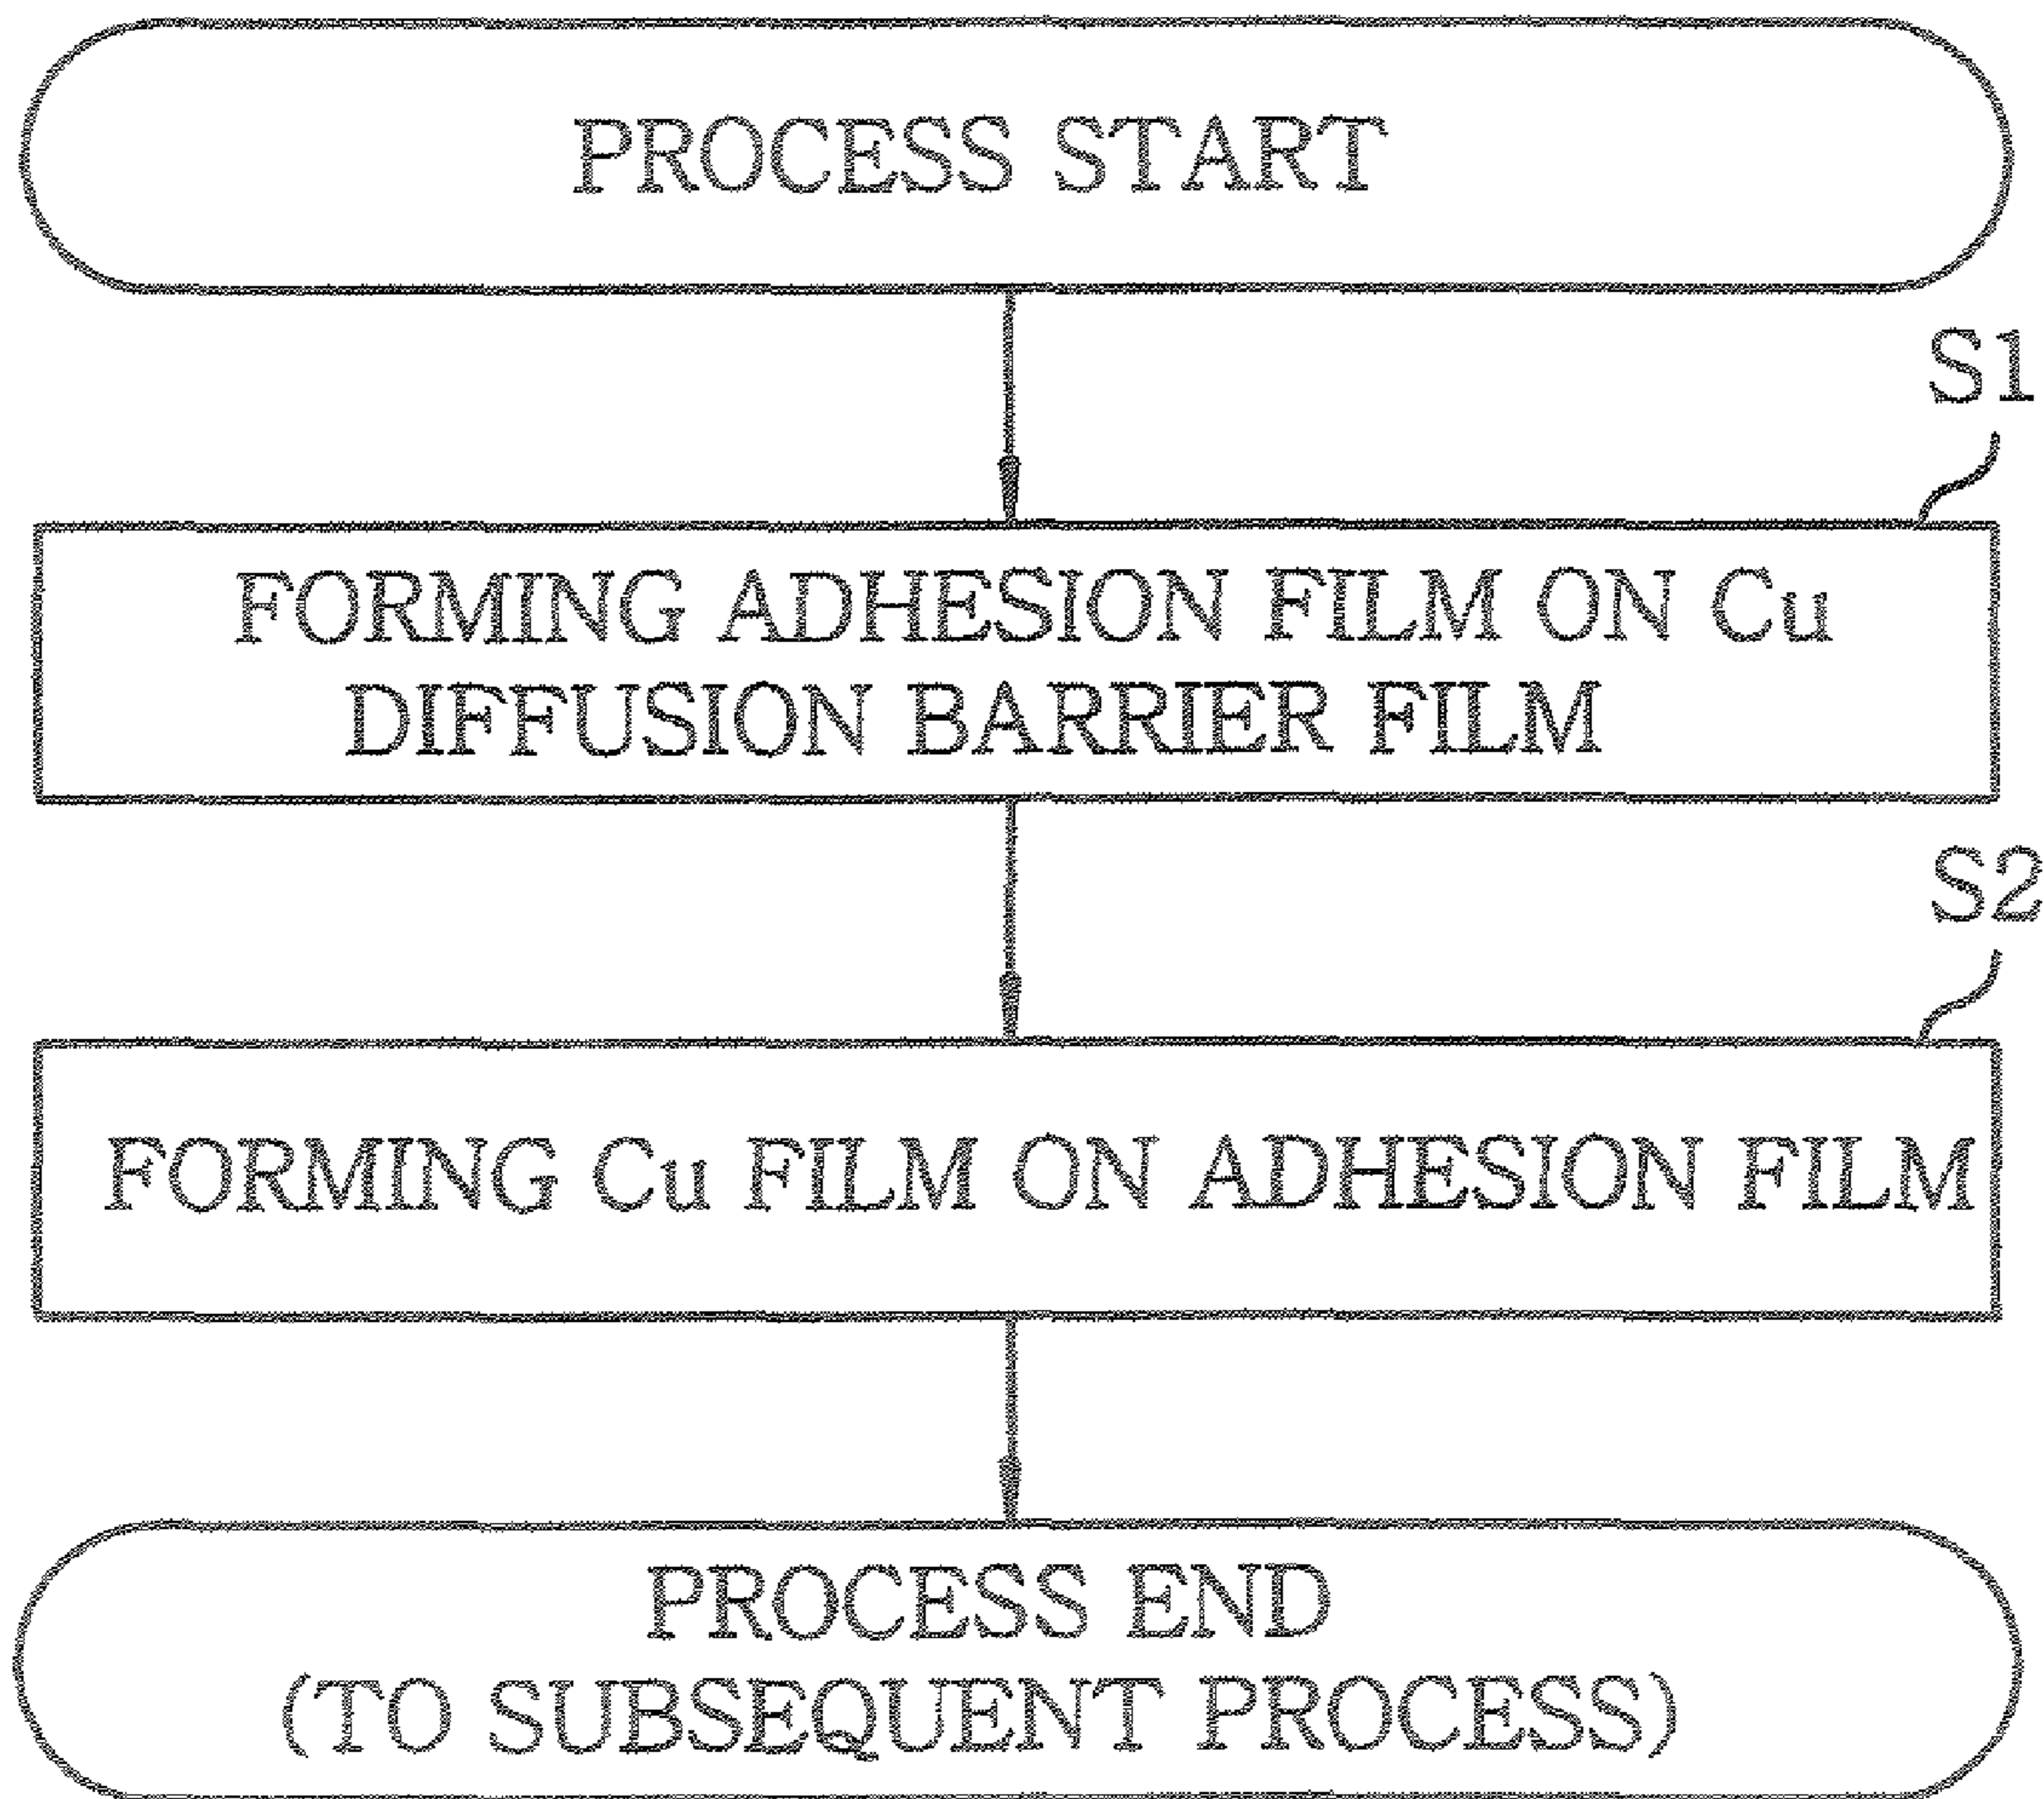 PROCESS START
S1
FORMING ADHESION FILM ON Cu
DIFFUSION BARRIER FILM
S2
FORMING Cu FILM ON ADHESION FILM
PROCESS END
(TO SUBSEQUENT PROCESS)